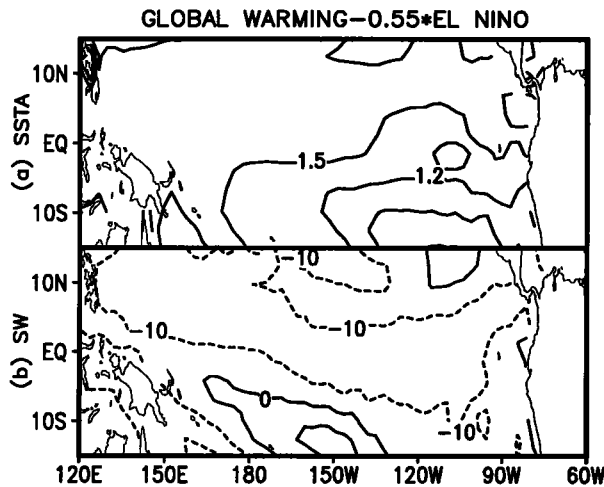 GLOBAL WARMING-0.55*EL NINO
(a) SSTA
10N
EQ
10S
1.5
1.2
(b) SW
10N
EQ
10S
-10
-10
-10
0
-10
120E 150E 180 150W 120W 90W 60W